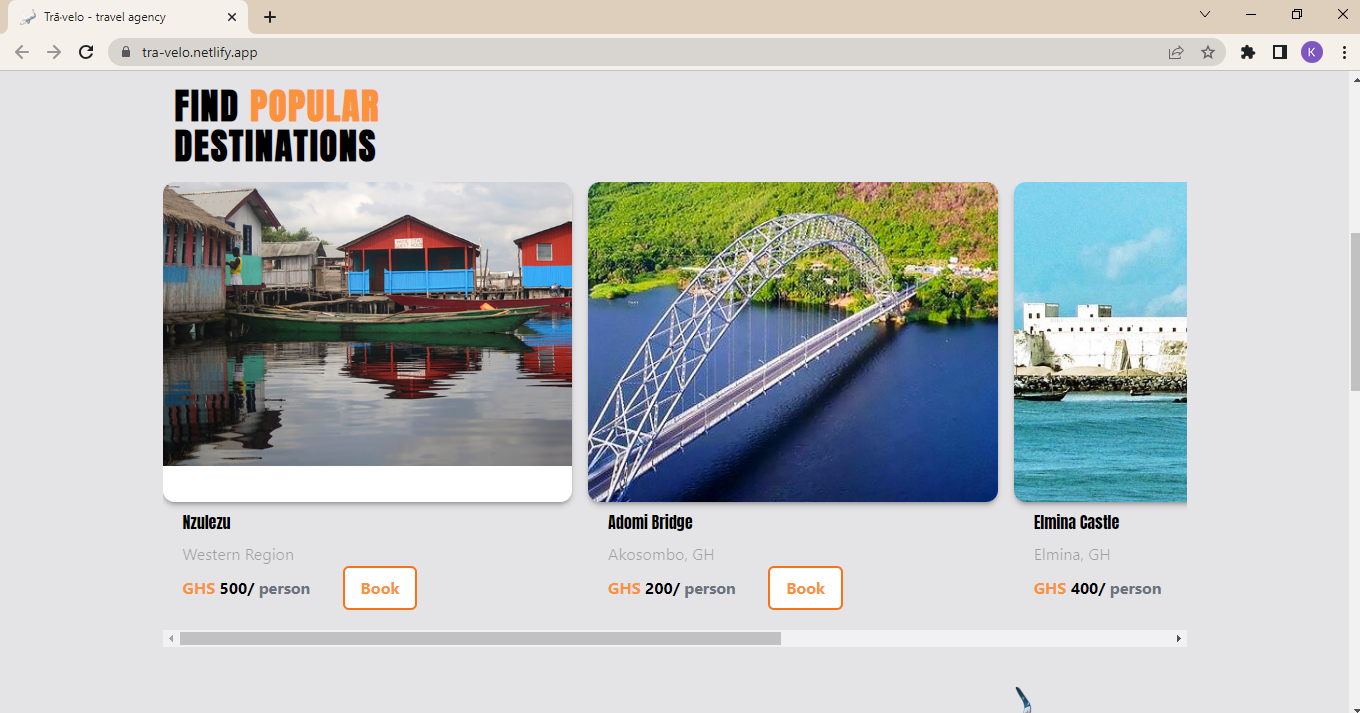 Tră·velo - travel agency
tra-velo.netlify.app
K
FIND POPULAR
DESTINATIONS
Nzulezu
Western Region
GHS 500/ person
Book
Adomi Bridge
Akosombo, GH
GHS 200/ person
Book
Elmina Castle
Elmina, GH
GHS 400/ person